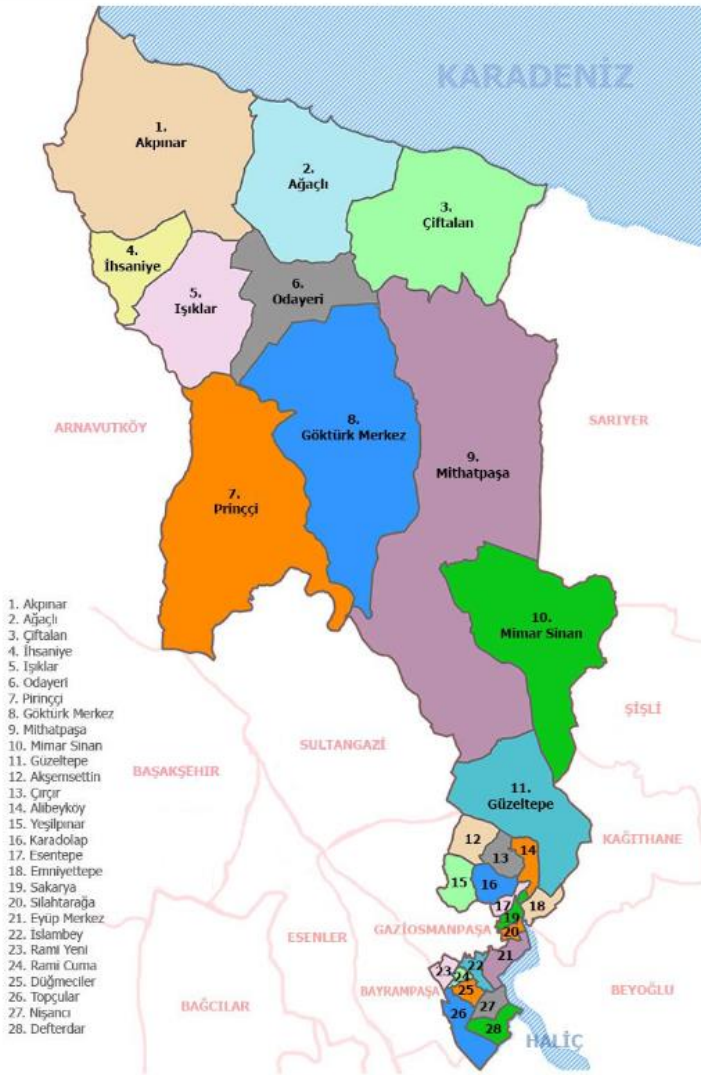 KARADENİZ
1.
Akpınar
2.
Ağaçlı
3.
Çiftalan
4.
İhsaniye
5.
Işıklar
6.
Odayeri
ARNAVUTKÖY
8.
Göktürk Merkez
SARIYER
9.
Mithatpaşa
7.
Prinççi
10.
Mimar Sinan
1. Akpınar
2. Ağaçlı
3. Çiftalan
4. İhsaniye
5. Işıklar
6. Odayeri
7. Pirinççi
8. Göktürk Merkez
9. Mithatpaşa
10. Mimar Sinan
11. Güzeltepe
12. Akşemsettin
13. Çırçır
14. Alibeyköy
15. Yeşilpınar
16. Karadolap
17. Esentepe
18. Emniyettepe
19. Sakarya
20. Silahtarağa
21. Eyüp Merkez
22. İslambey
23. Rami Yeni
24. Rami Cuma
25. Düğmeciler
26. Topçular
27. Nişancı
28. Defterdar
ŞİŞLİ
SULTANGAZİ
BAŞAKŞEHİR
11.
Güzeltepe
KAĞITHANE
12
13
14
15
16
17
18
19
20
GAZİOSMANPAŞA
ESENLER
21
22
23
24
25
26
27
28
BAYRAMPAŞA
BEYOĞLU
BAĞCILAR
HALİÇ